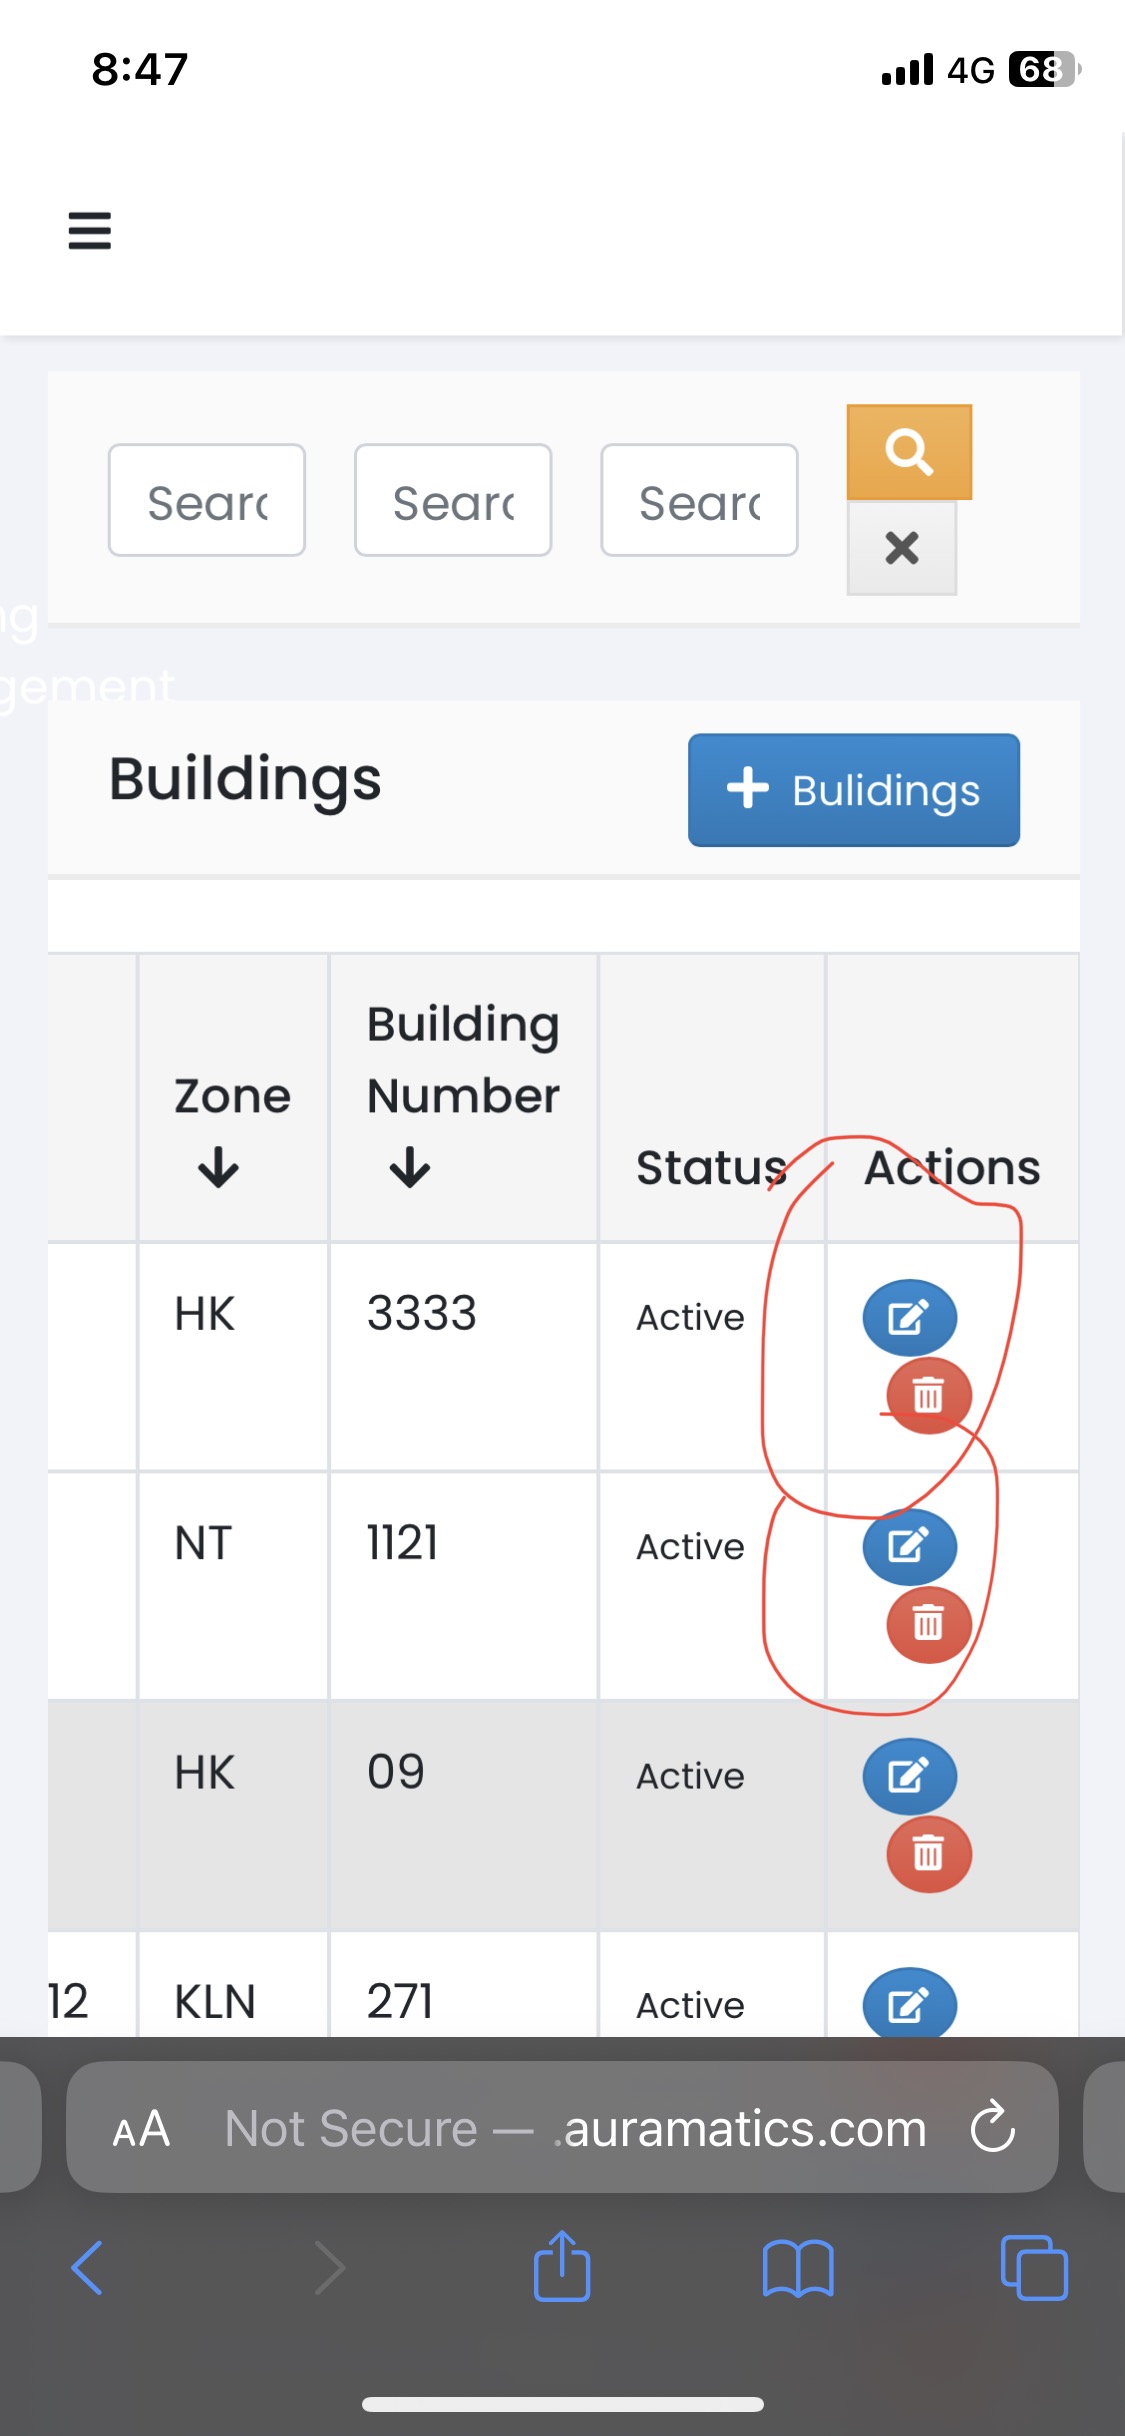 8:47
4G 68
Searc Searc Searc
ng
gement
Buildings
Bulidings
Zone
Building
Number
Status
Actions
HK 3333 Active
NT 1121 Active
HK 09 Active
12 KLN 271 Active
AA Not Secure — .auramatics.com